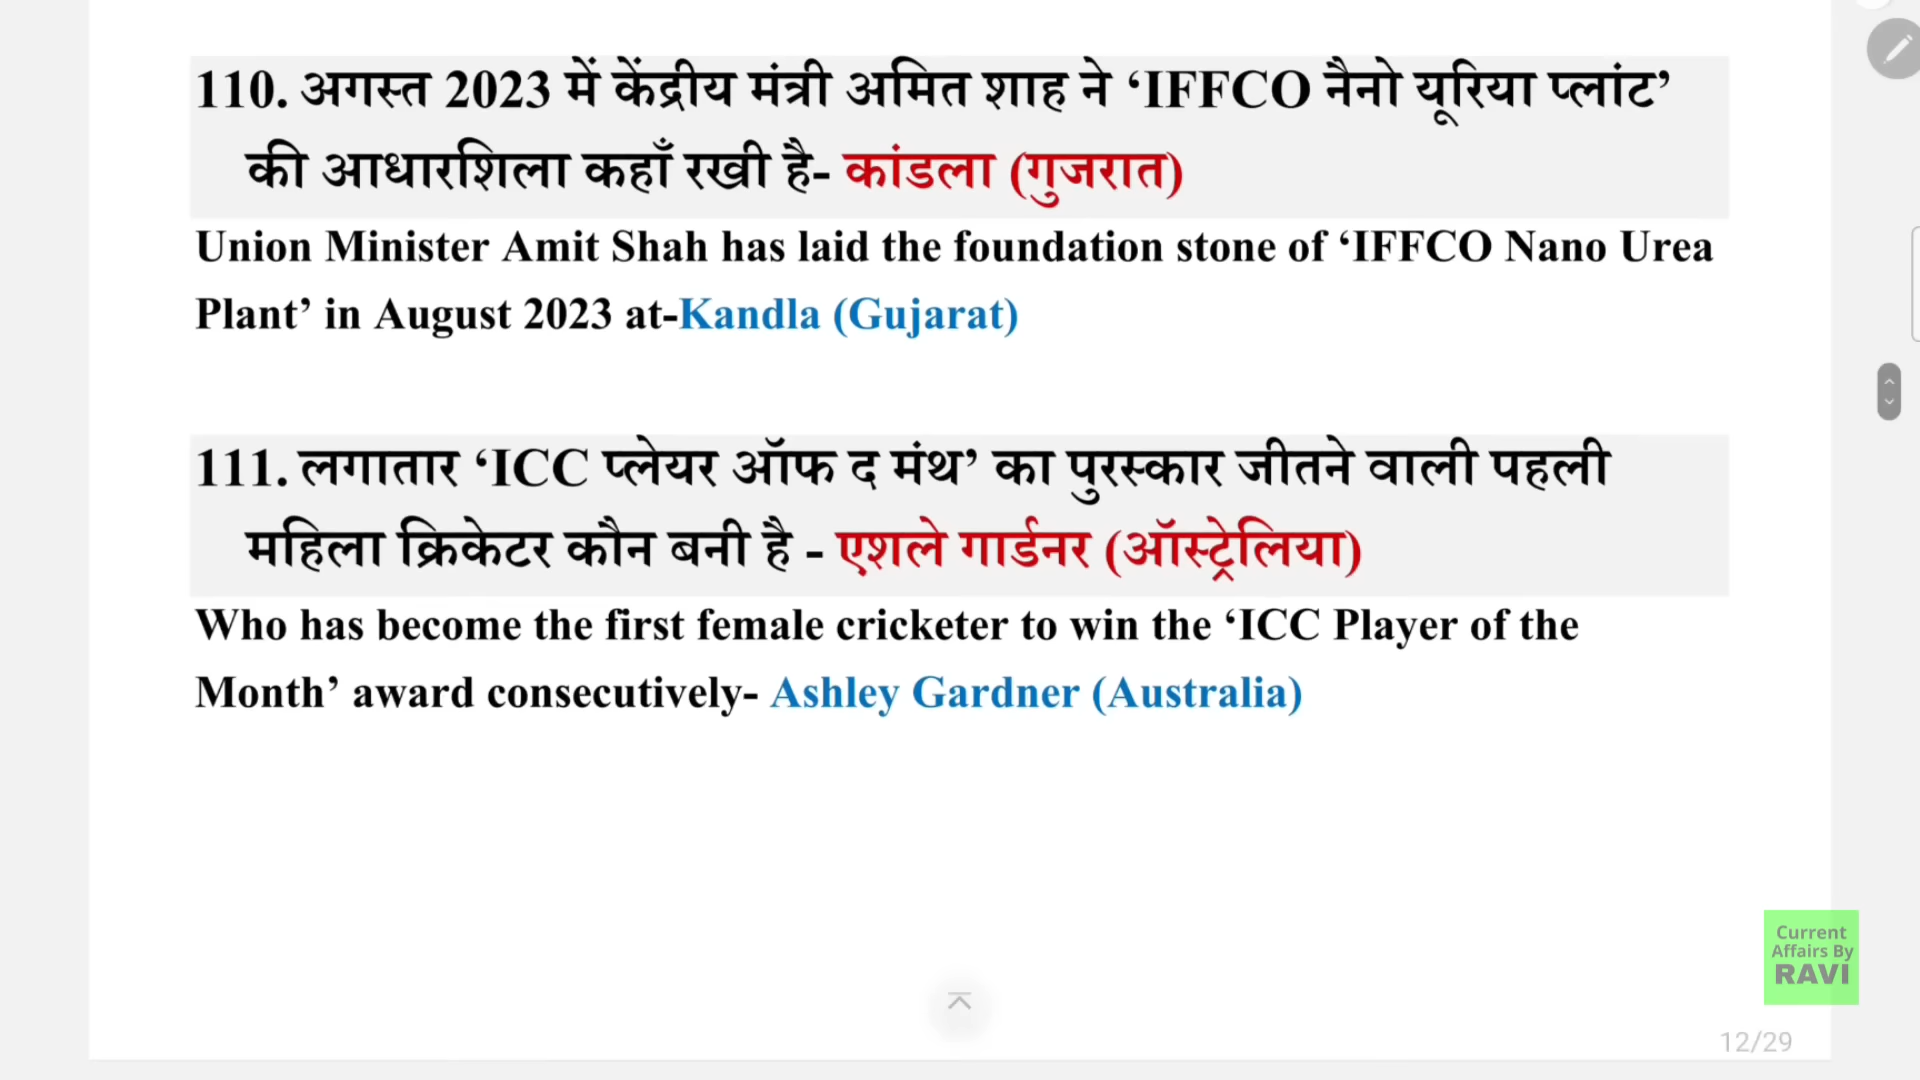 110. अगस्त 2023 में केंद्रीय मंत्री अमित शाह ने ‘IFFCO नैनो यूरिया प्लांट’
की आधारशिला कहाँ रखी है- कांडला (गुजरात)
Union Minister Amit Shah has laid the foundation stone of ‘IFFCO Nano Urea
Plant’ in August 2023 at-Kandla (Gujarat)
111. लगातार ‘ICC प्लेयर ऑफ द मंथ’ का पुरस्कार जीतने वाली पहली
महिला क्रिकेटर कौन बनी है - एशले गार्डनर (ऑस्ट्रेलिया)
Who has become the first female cricketer to win the ‘ICC Player of the
Month’ award consecutively- Ashley Gardner (Australia)
Current
Affairs By
RAVI
12/29